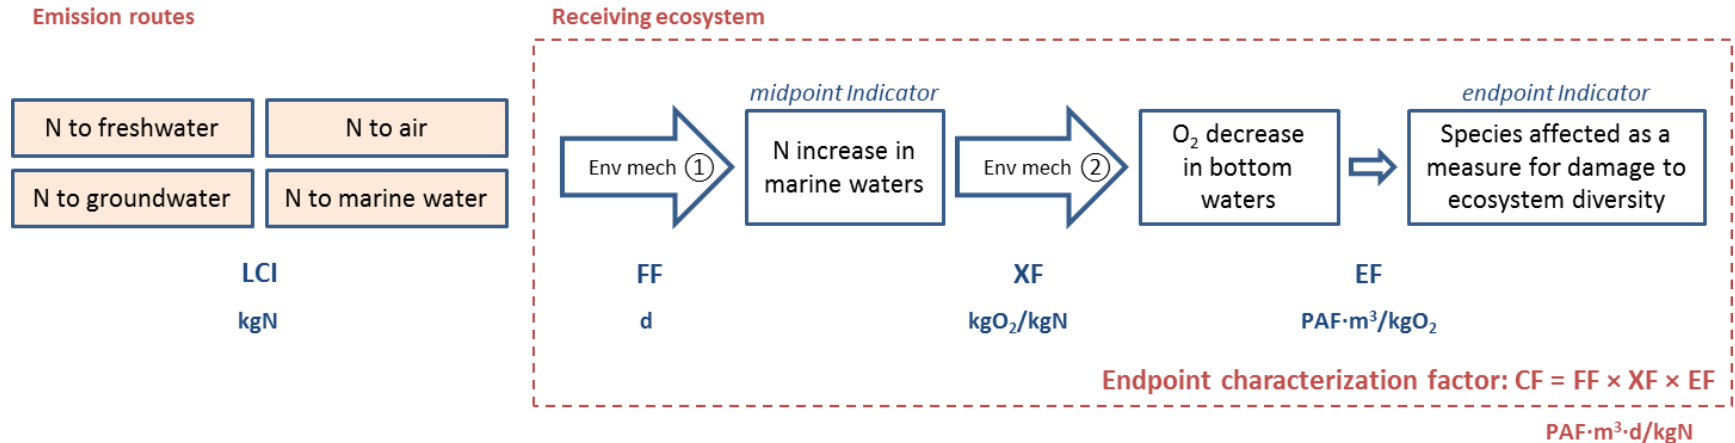 Emission routes
Receiving ecosystem
N to freshwater
N to air
N to groundwater
N to marine water
LCI
kgN
Env mech ①
FF
d
midpoint Indicator
N increase in
marine waters
Env mech ②
XF
kgO₂/kgN
O₂ decrease
in bottom
waters
EF
PAF·m³/kgO₂
endpoint Indicator
Species affected as a
measure for damage to
ecosystem diversity
Endpoint characterization factor: CF = FF × XF × EF
PAF·m³·d/kgN